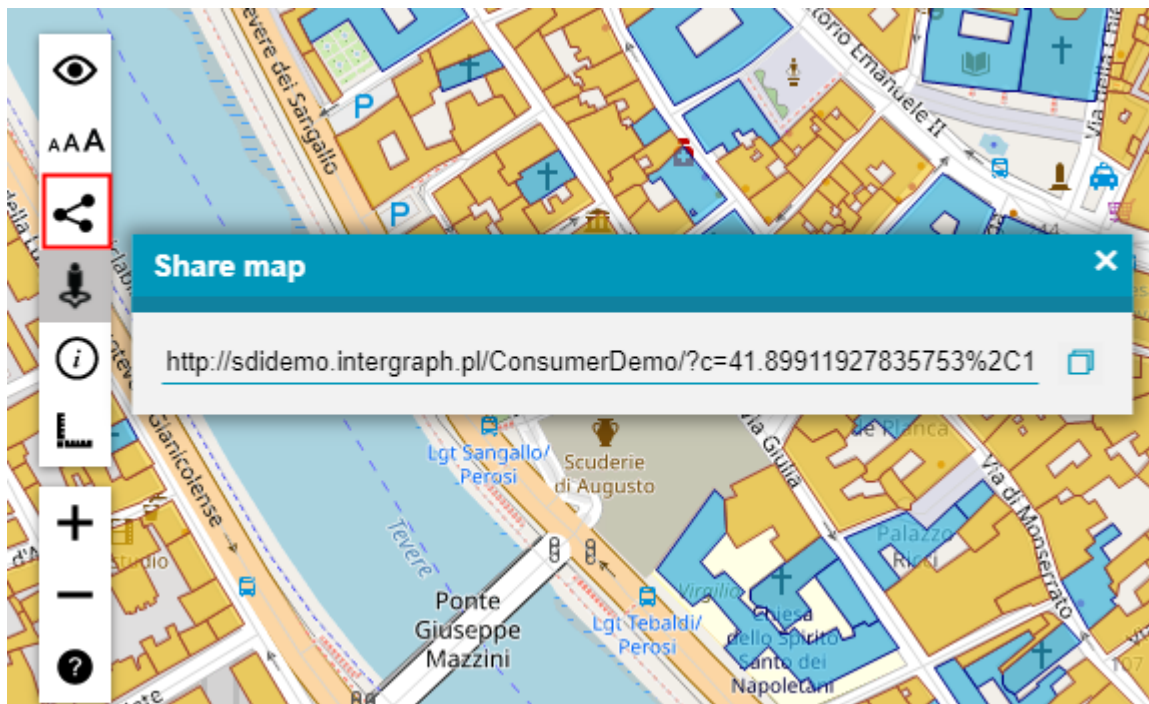 Tevere dei Sangallo
P
torio Emanuele II
AAA
P
44
Share map
×
http://sdidemo.intergraph.pl/ConsumerDemo/?c=41.89911927835753%2C1
i
Gianicolense
Lgt Sangallo/
Perosi
Scuderie
di Augusto
Via Giulia
de Planca
Via di Monserrato
Palazzo
Ricci
studio
Tevere
Ponte
Giuseppe
Mazzini
Lgt Tebaldi/
Perosi
Virgilio
Chiesa
dello Spirito
Santo dei
Napoletani
107
?